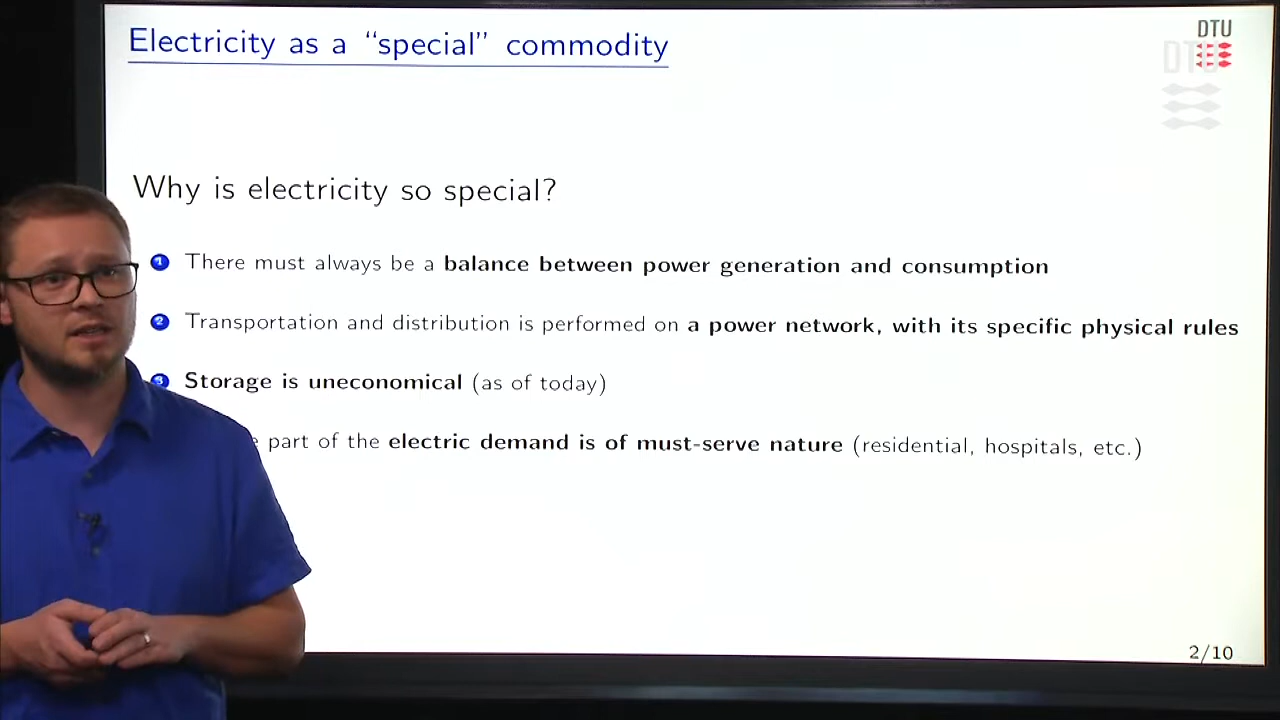 Electricity as a “special” commodity
DTU
DTU
Why is electricity so special?
1 There must always be a balance between power generation and consumption
2 Transportation and distribution is performed on a power network, with its specific physical rules
3 Storage is uneconomical (as of today)
part of the electric demand is of must-serve nature (residential, hospitals, etc.)
2/10